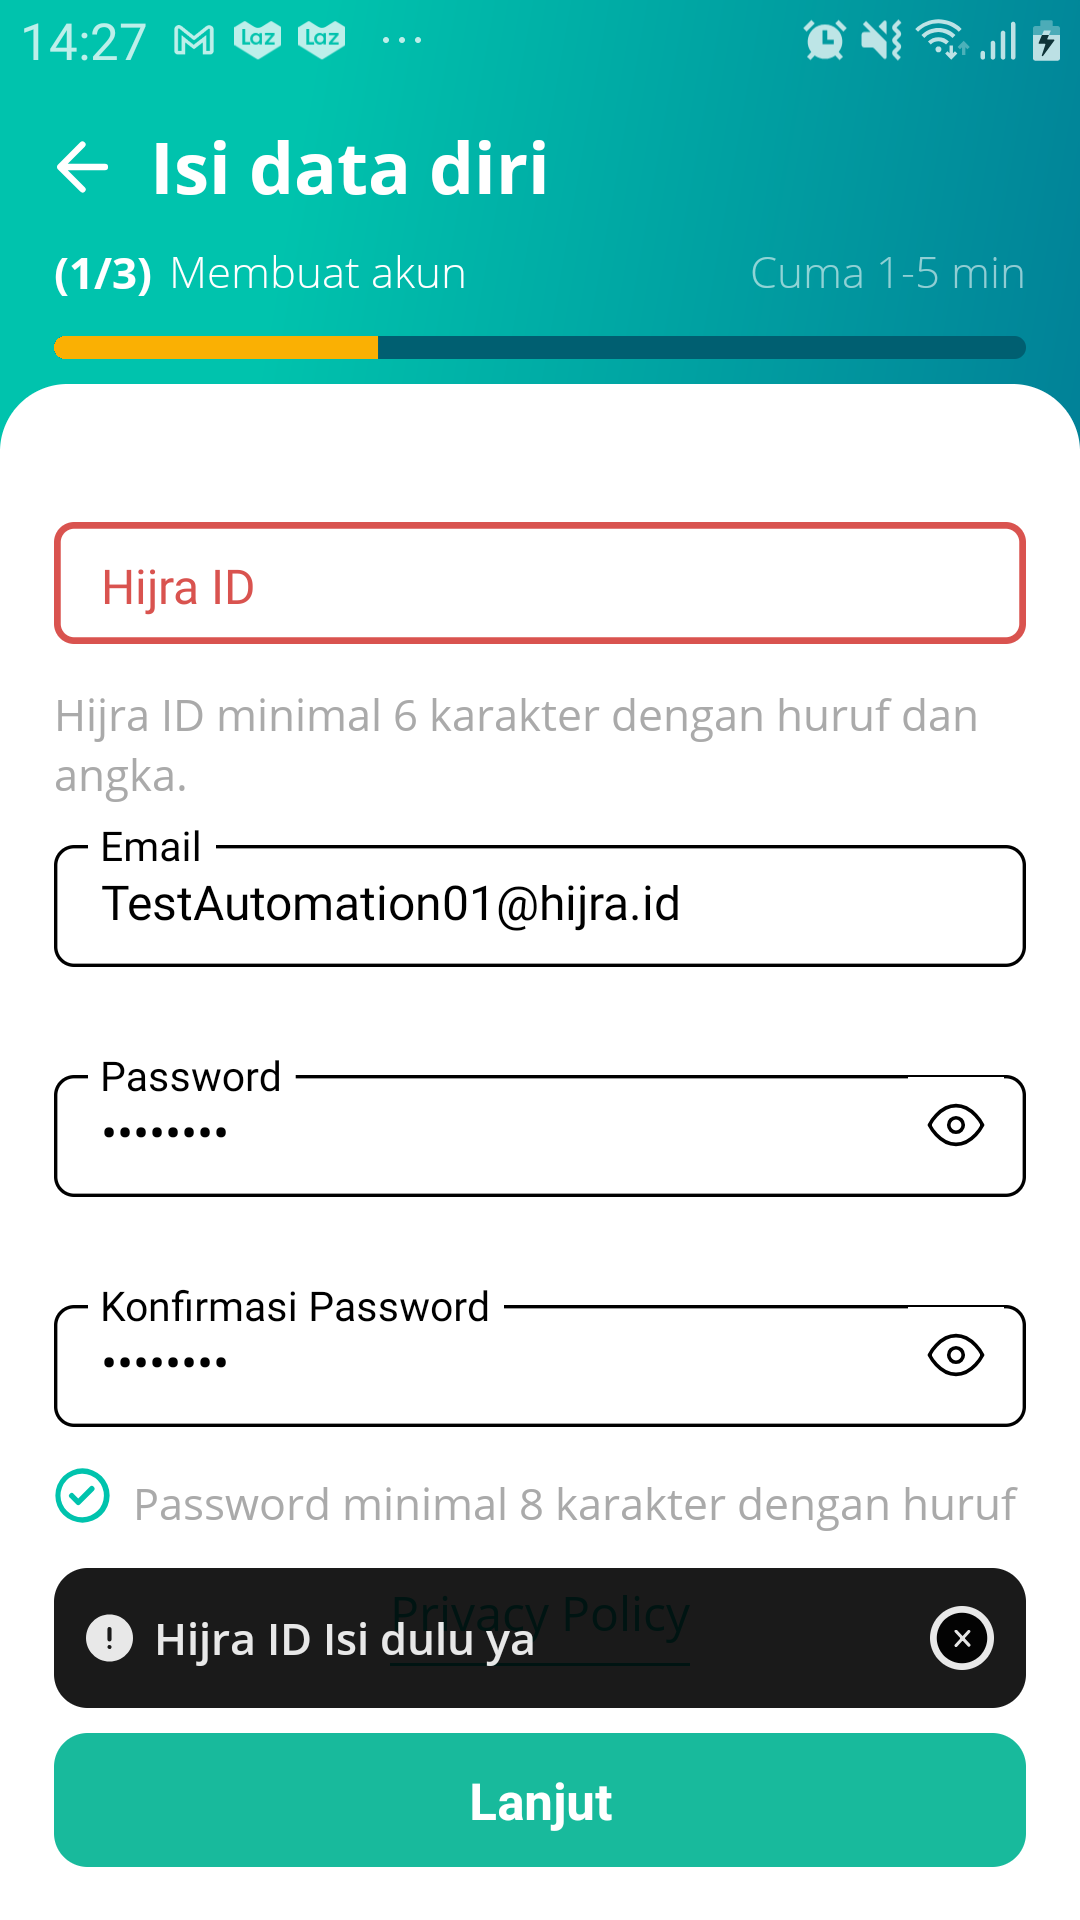 14:27 Laz Laz
Isi data diri
(1/3) Membuat akun Cuma 1-5 min
Hijra ID
Hijra ID minimal 6 karakter dengan huruf dan
angka.
Email
TestAutomation01@hijra.id
Password
••••••••
Konfirmasi Password
••••••••
Password minimal 8 karakter dengan huruf
Privacy Policy
Hijra ID Isi dulu ya
Lanjut